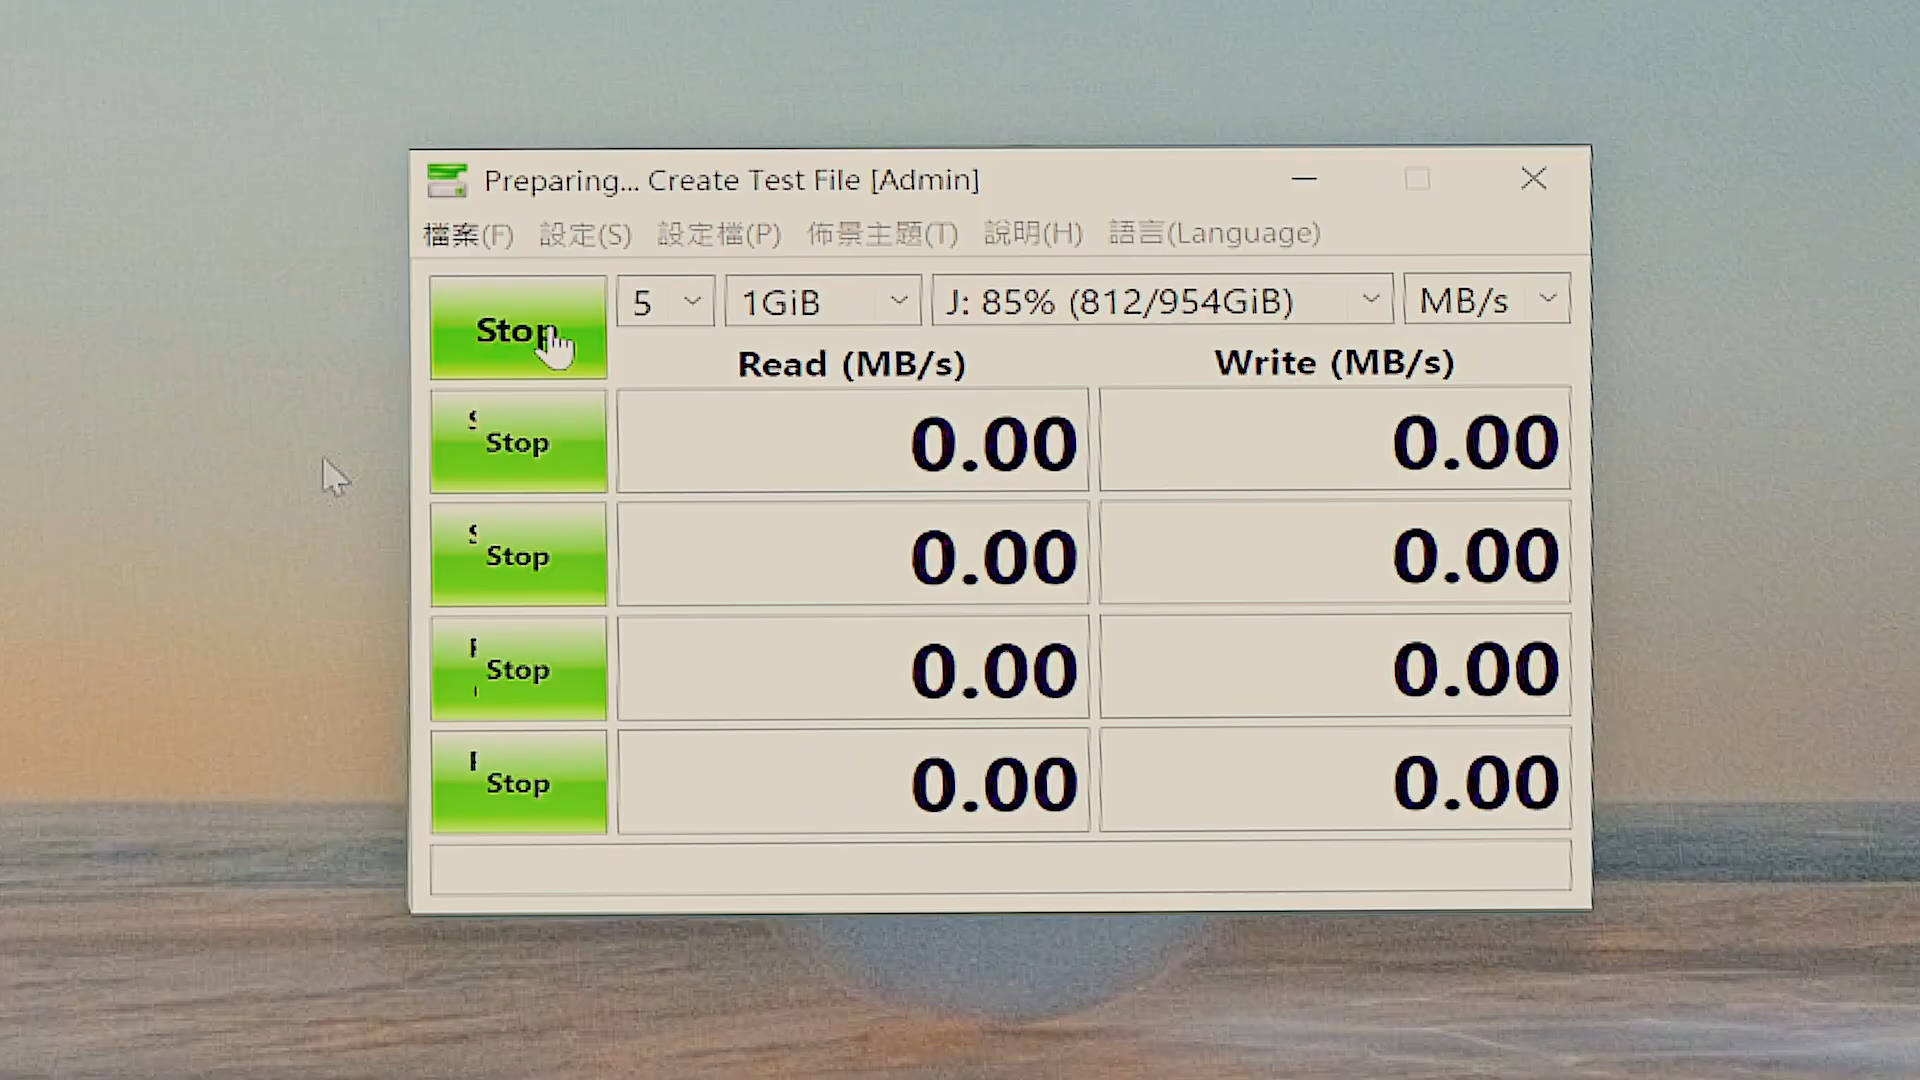 Preparing... Create Test File [Admin]
檔案(F) 設定(S) 設定檔(P) 佈景主題(T) 說明(H) 語言(Language)
Stop 5 1GiB J: 85% (812/954GiB) MB/s
Read (MB/s) Write (MB/s)
Stop 0.00 0.00
Stop 0.00 0.00
Stop 0.00 0.00
Stop 0.00 0.00